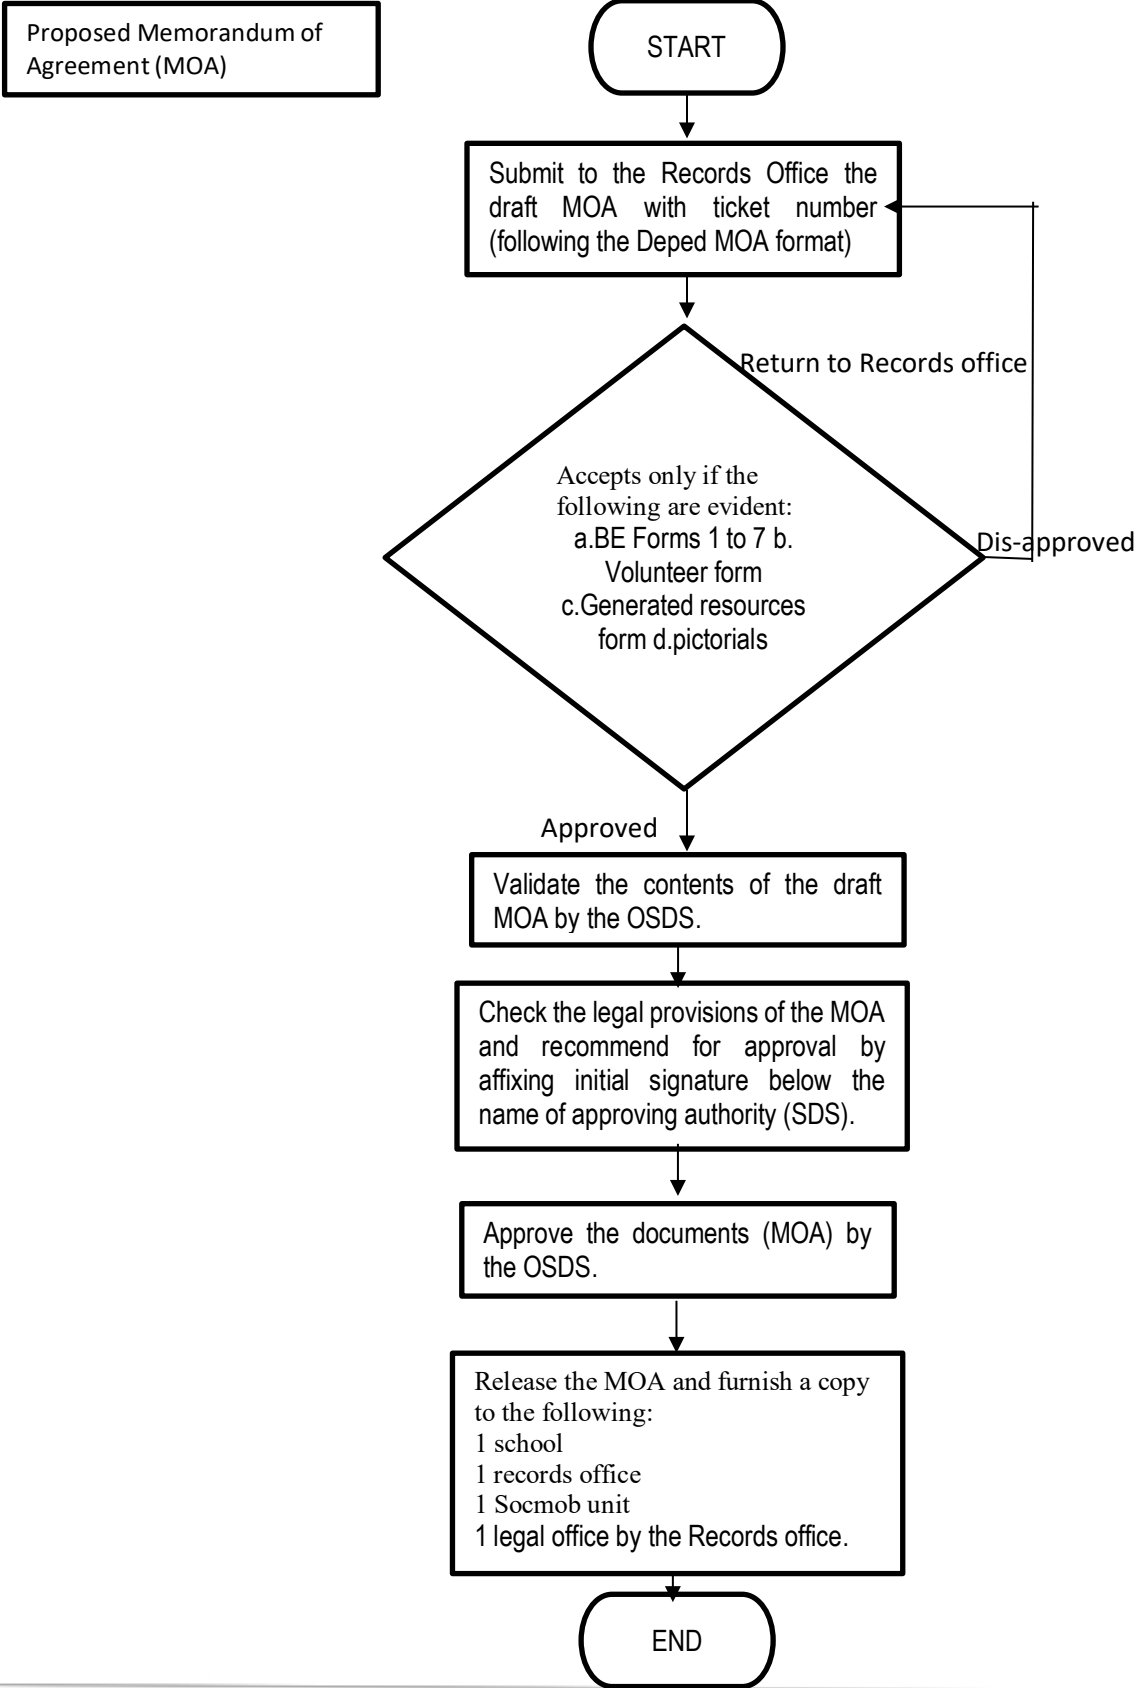 Proposed Memorandum of
Agreement (MOA)
START
Submit to the Records Office the
draft MOA with ticket number
(following the Deped MOA format)
Return to Records office
Accepts only if the
following are evident:
a.BE Forms 1 to 7 b.
Volunteer form
c.Generated resources
form d.pictorials
Dis-approved
Approved
Validate the contents of the draft
MOA by the OSDS.
Check the legal provisions of the MOA
and recommend for approval by
affixing initial signature below the
name of approving authority (SDS).
Approve the documents (MOA) by
the OSDS.
Release the MOA and furnish a copy
to the following:
1 school
1 records office
1 Socmob unit
1 legal office by the Records office.
END